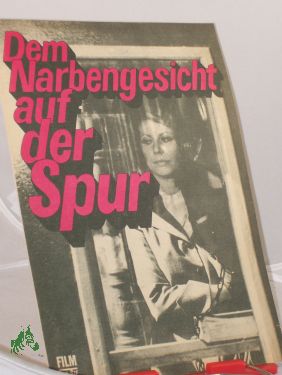 Dem
Narbengesicht
auf
der
Spur
FILM